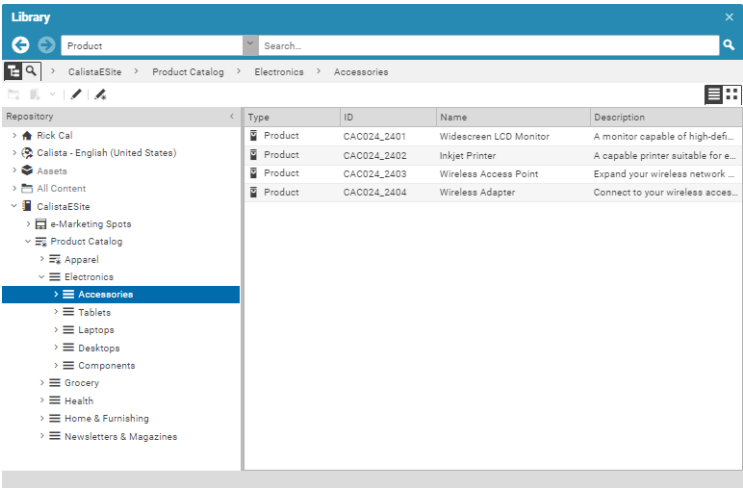 Library
Product
Search...
CalistaESite > Product Catalog > Electronics > Accessories
Repository
Type ID Name Description
Rick Cal
Calista - English (United States)
Assets
All Content
CalistaESite
e-Marketing Spots
Product Catalog
Apparel
Electronics
Accessories
Tablets
Laptops
Desktops
Components
Grocery
Health
Home & Furnishing
Newsletters & Magazines
Product CAC024_2401 Widescreen LCD Monitor A monitor capable of high-defi...
Product CAC024_2402 Inkjet Printer A capable printer suitable for e...
Product CAC024_2403 Wireless Access Point Expand your wireless network ...
Product CAC024_2404 Wireless Adapter Connect to your wireless acces...